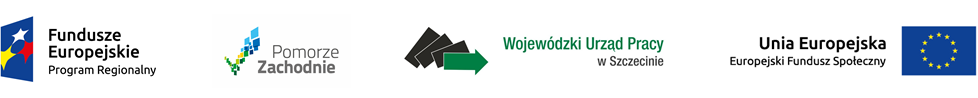 Fundusze
Europejskie
Program Regionalny
Pomorze
Zachodnie
Wojewódzki Urząd Pracy
w Szczecinie
Unia Europejska
Europejski Fundusz Społeczny